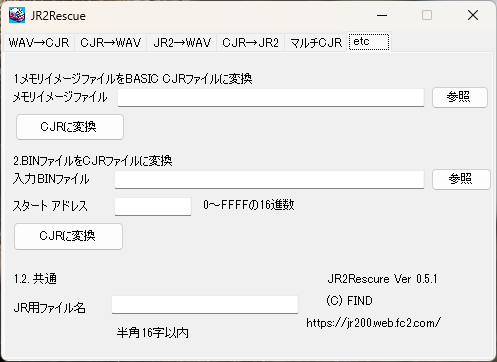 JR2Rescue
WAV→CJR CJR→WAV JR2→WAV CJR→JR2 マルチCJR etc
1.メモリイメージファイルをBASIC CJRファイルに変換
メモリイメージファイル 参照
CJRに変換
2.BINファイルをCJRファイルに変換
入力BINファイル 参照
スタート アドレス 0～FFFFの16進数
CJRに変換
1.2. 共通 JR2Rescure Ver 0.5.1
JR用ファイル名 (C) FIND
https://jr200.web.fc2.com/
半角16字以内